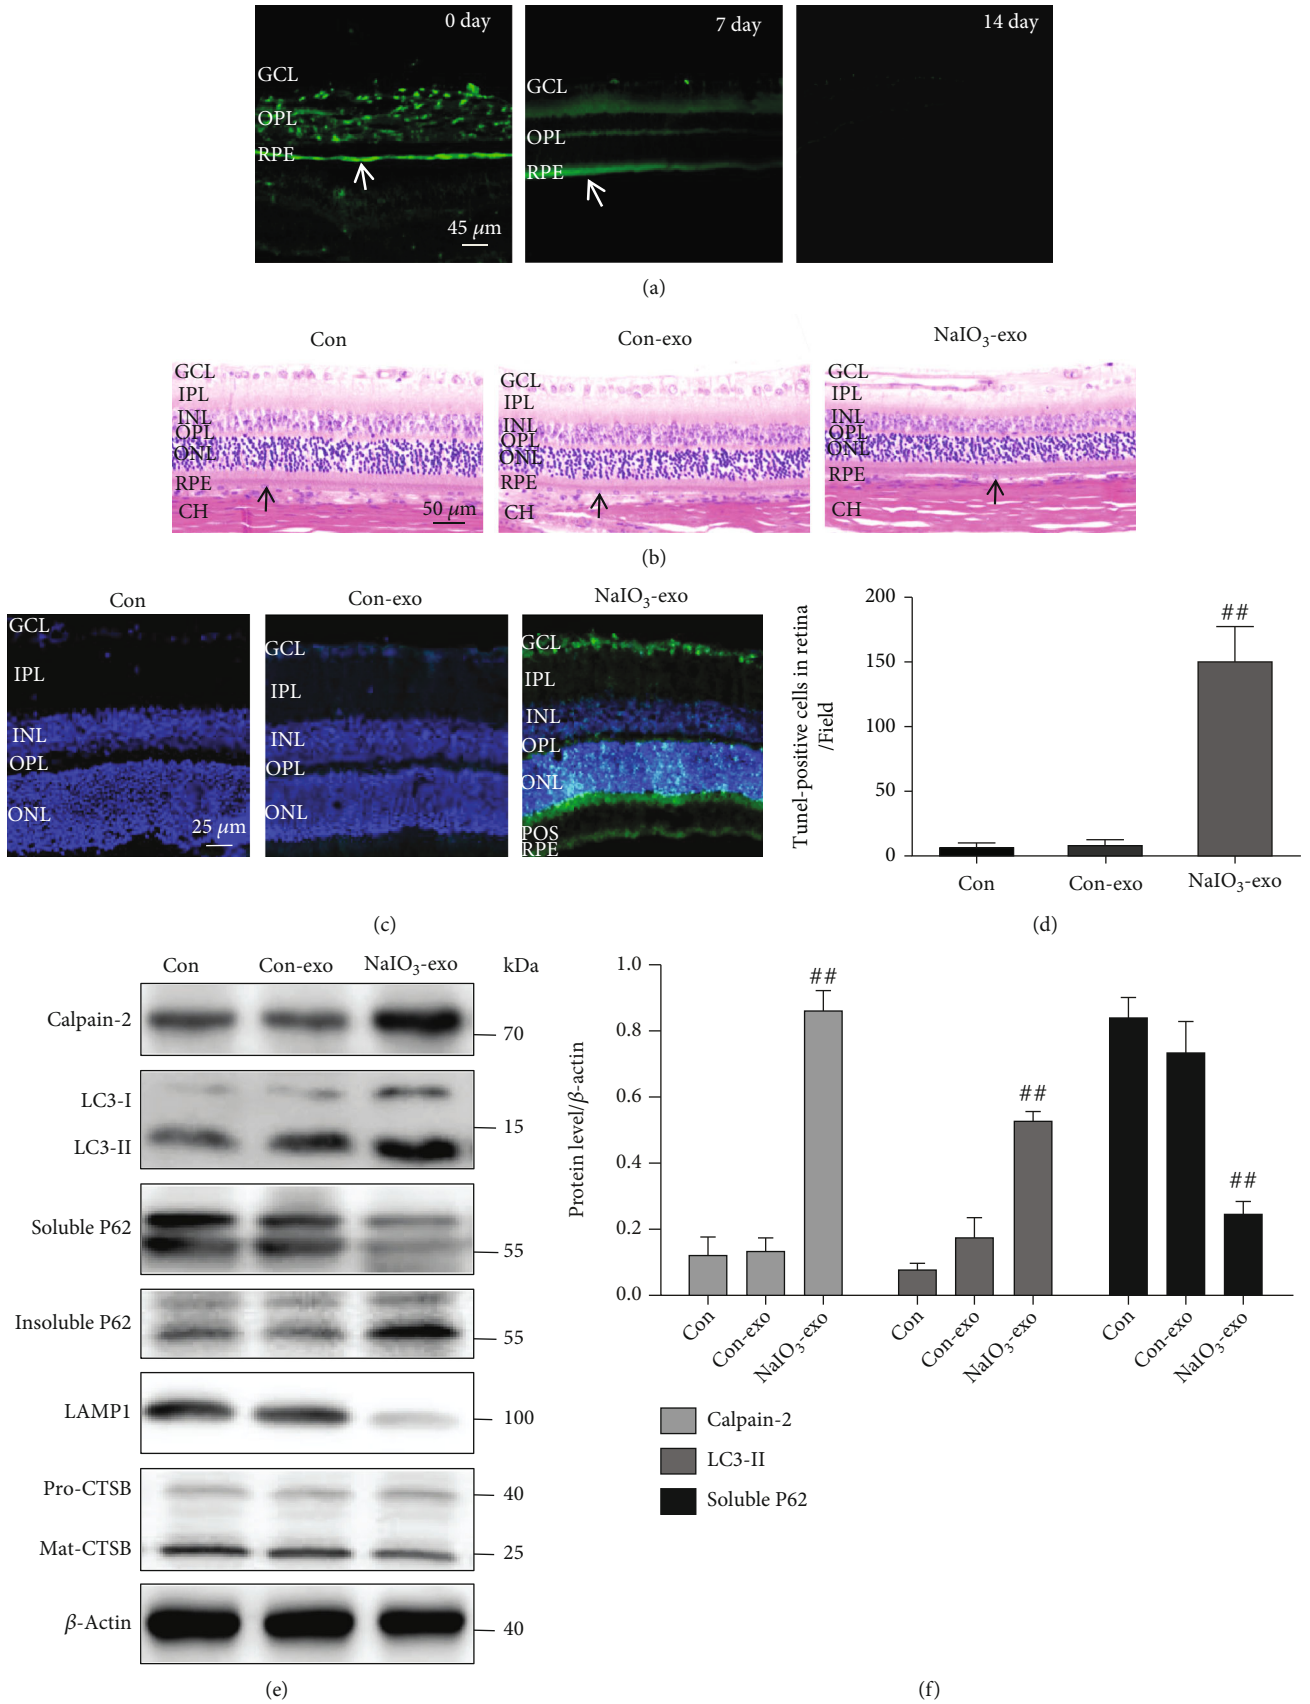 0 day
7 day
14 day
GCL
OPL
RPE
45 μm
GCL
OPL
RPE
(a)
Con
Con-exo
NaIO3-exo
GCL
IPL
INL
OPL
ONL
RPE
CH
50 μm
GCL
IPL
INL
OPL
ONL
RPE
CH
GCL
IPL
INL
OPL
ONL
RPE
CH
(b)
Con
Con-exo
NaIO3-exo
GCL
IPL
INL
OPL
ONL
25 μm
GCL
IPL
INL
OPL
ONL
GCL
IPL
INL
OPL
ONL
POS
RPE
(c)
Tunel-positive cells in retina
/Field
200
150
100
50
0
##
Con
Con-exo
NaIO3-exo
(d)
Con
Con-exo
NaIO3-exo
kDa
Calpain-2
70
LC3-I
15
LC3-II
Soluble P62
55
Insoluble P62
55
LAMP1
100
Pro-CTSB
40
Mat-CTSB
25
β-Actin
40
(e)
Protein level/β-actin
1.0
0.8
0.6
0.4
0.2
0.0
##
##
##
Con
Con-exo
NaIO3-exo
Con
Con-exo
NaIO3-exo
Con
Con-exo
NaIO3-exo
Calpain-2
LC3-II
Soluble P62
(f)